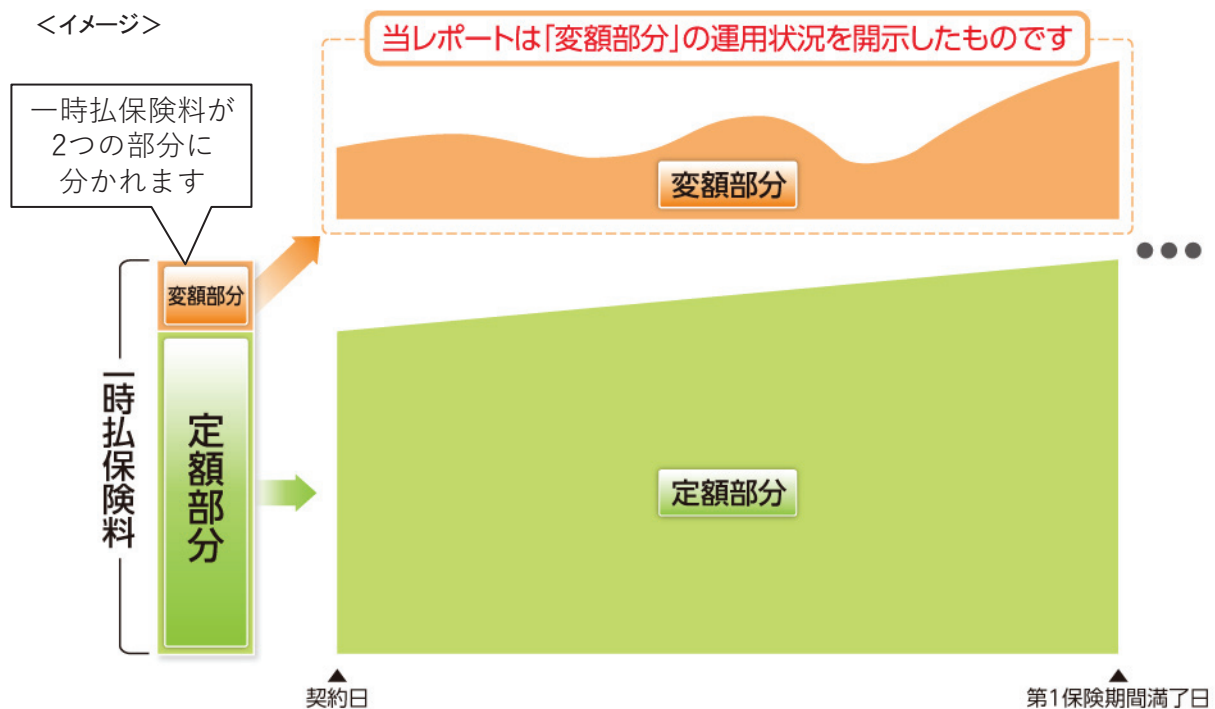 ＜イメージ＞
当レポートは「変額部分」の運用状況を開示したものです
一時払保険料が
2つの部分に
分かれます
変額部分
変額部分
一時払保険料
定額部分
定額部分
契約日
第1保険期間満了日